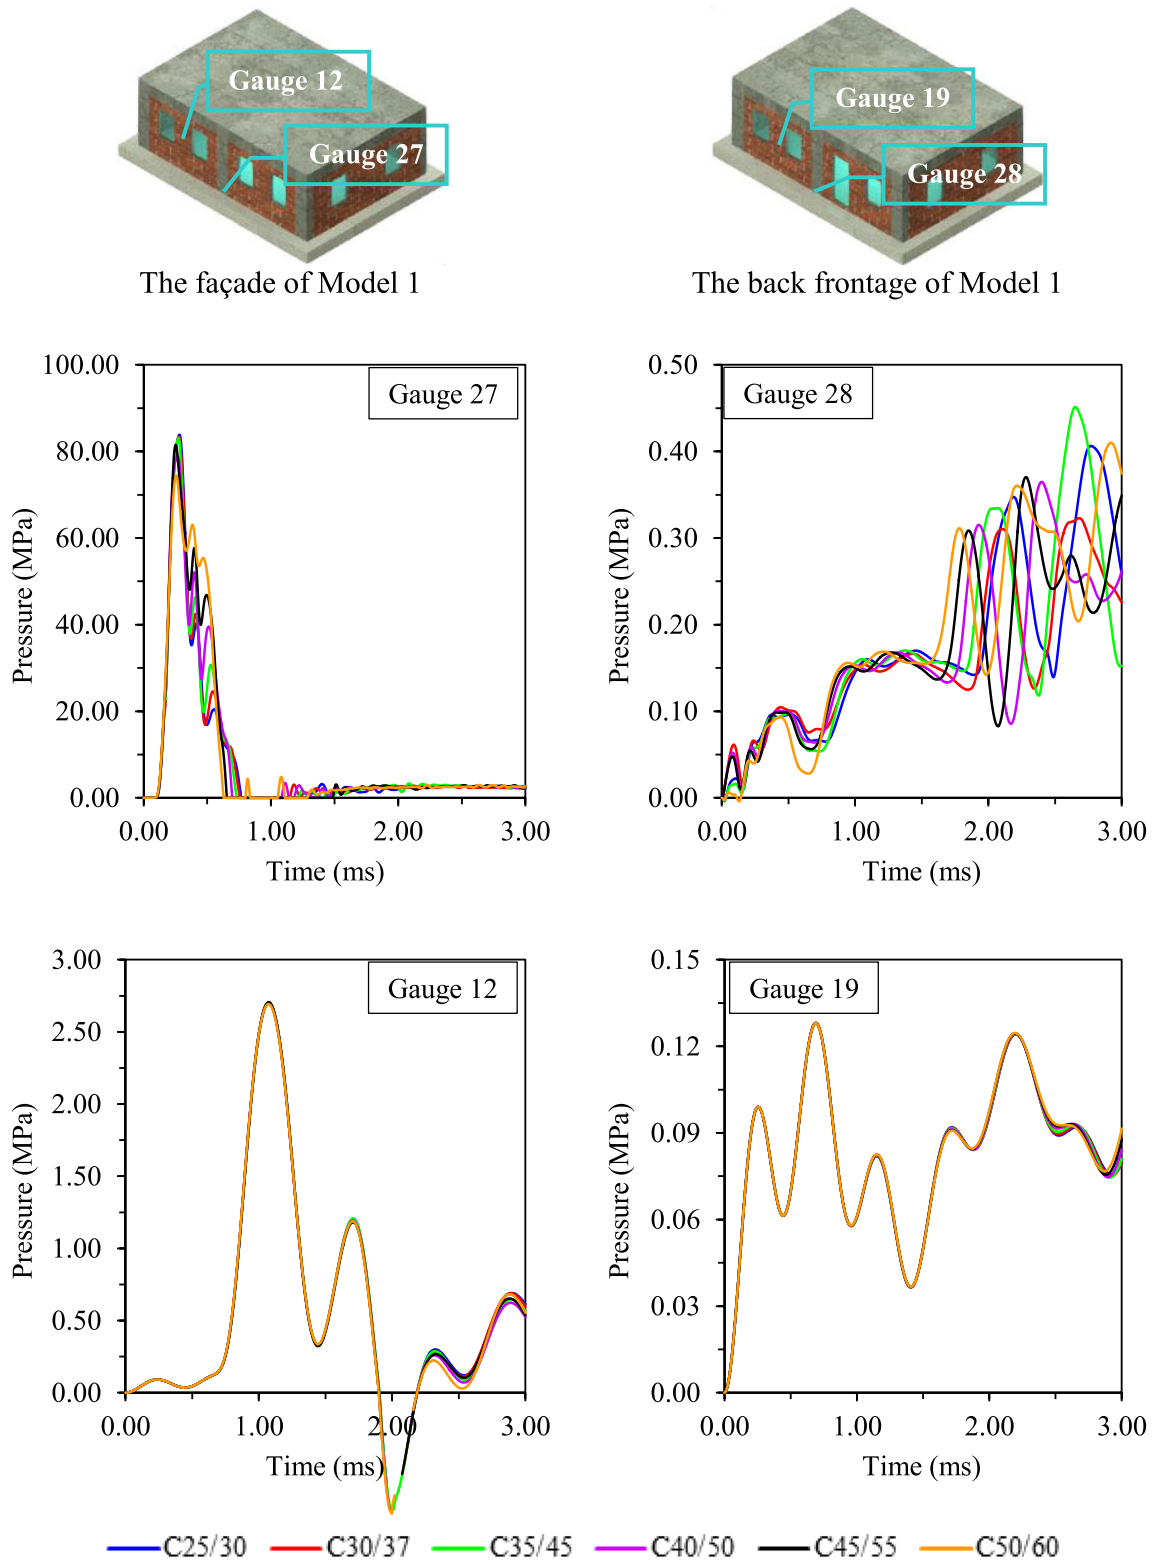 Gauge 12
Gauge 27
The façade of Model 1
Gauge 19
Gauge 28
The back frontage of Model 1
Pressure (MPa)
100.00
80.00
60.00
40.00
20.00
0.00
Gauge 27
0.00 1.00 2.00 3.00
Time (ms)
Pressure (MPa)
0.50
0.40
0.30
0.20
0.10
0.00
Gauge 28
0.00 1.00 2.00 3.00
Time (ms)
Pressure (MPa)
3.00
2.50
2.00
1.50
1.00
0.50
0.00
Gauge 12
0.00 1.00 2.00 3.00
Time (ms)
Pressure (MPa)
0.15
0.12
0.09
0.06
0.03
0.00
Gauge 19
0.00 1.00 2.00 3.00
Time (ms)
C25/30 C30/37 C35/45 C40/50 C45/55 C50/60